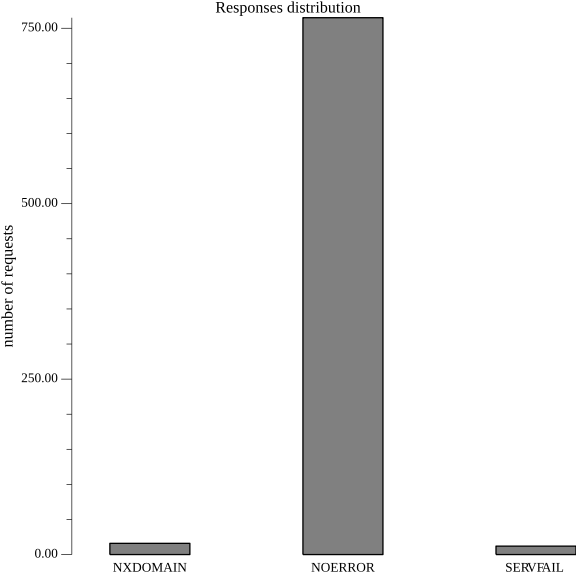 Responses distribution
number of requests
750.00
500.00
250.00
0.00
NXDOMAIN NOERROR SERVFAIL